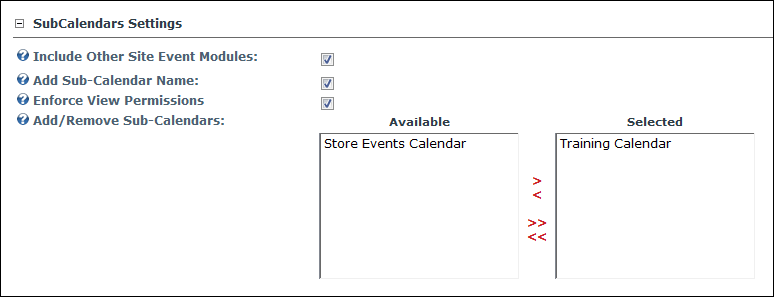 SubCalendars Settings
Include Other Site Event Modules:
Add Sub-Calendar Name:
Enforce View Permissions
Add/Remove Sub-Calendars:
Available
Selected
Store Events Calendar
Training Calendar
>
<
>>
<<